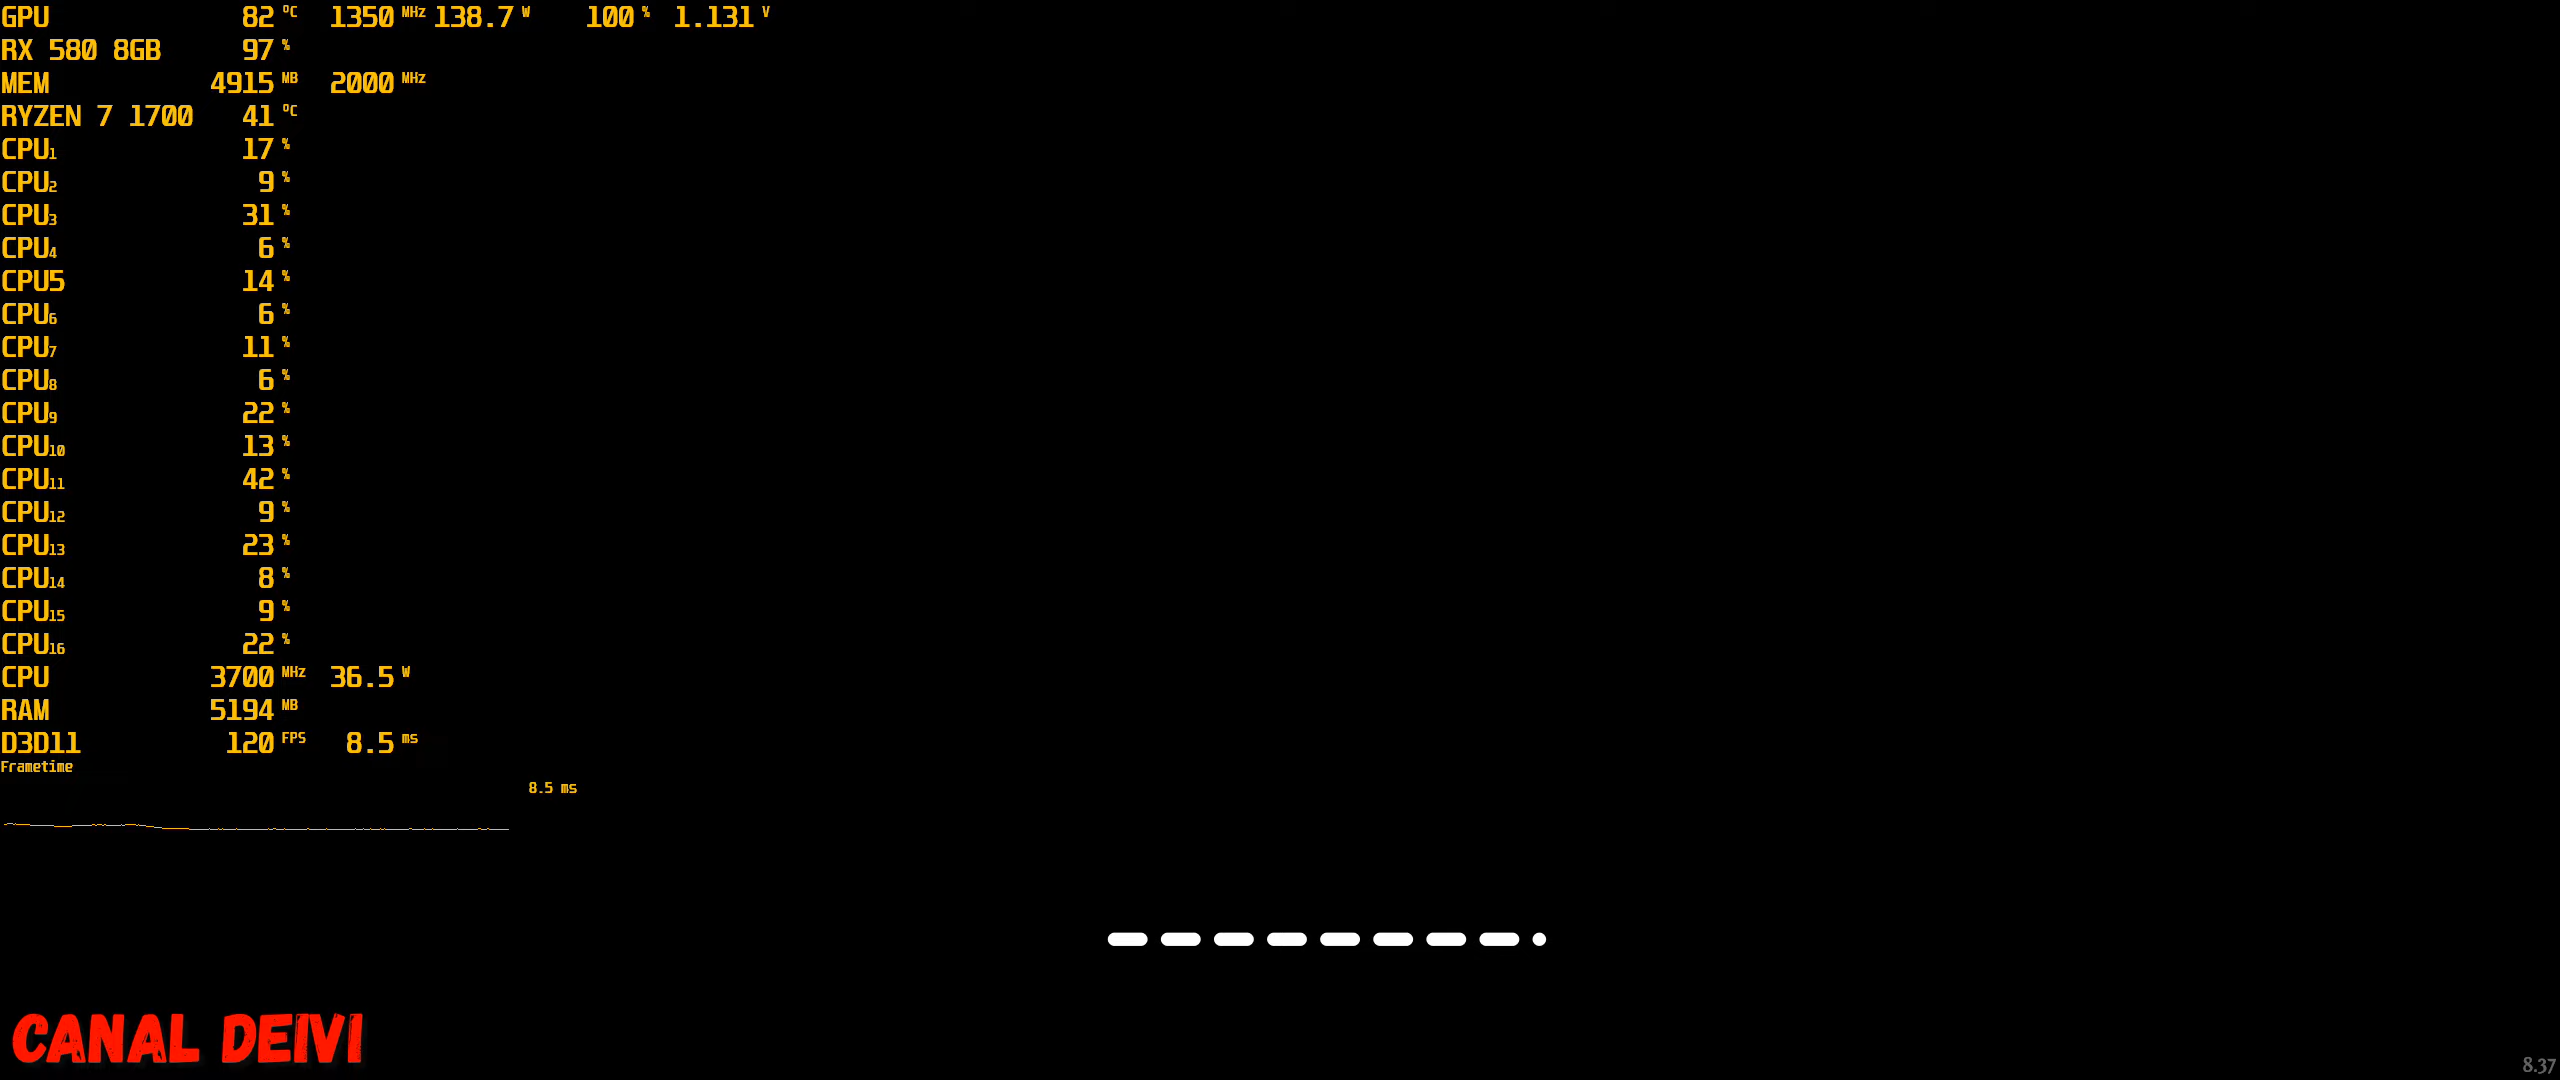 GPU 82 °C 1350 MHz 138.7 W 100 % 1.131 V
RX 580 8GB 97 %
MEM 4915 MB 2000 MHz
RYZEN 7 1700 41 °C
CPU1 17 %
CPU2 9 %
CPU3 31 %
CPU4 6 %
CPU5 14 %
CPU6 6 %
CPU7 11 %
CPU8 6 %
CPU9 22 %
CPU10 13 %
CPU11 42 %
CPU12 9 %
CPU13 23 %
CPU14 8 %
CPU15 9 %
CPU16 22 %
CPU 3700 MHz 36.5 W
RAM 5194 MB
D3D11 120 FPS 8.5 ms
Frametime
8.5 ms
CANAL DEIVI
8.37